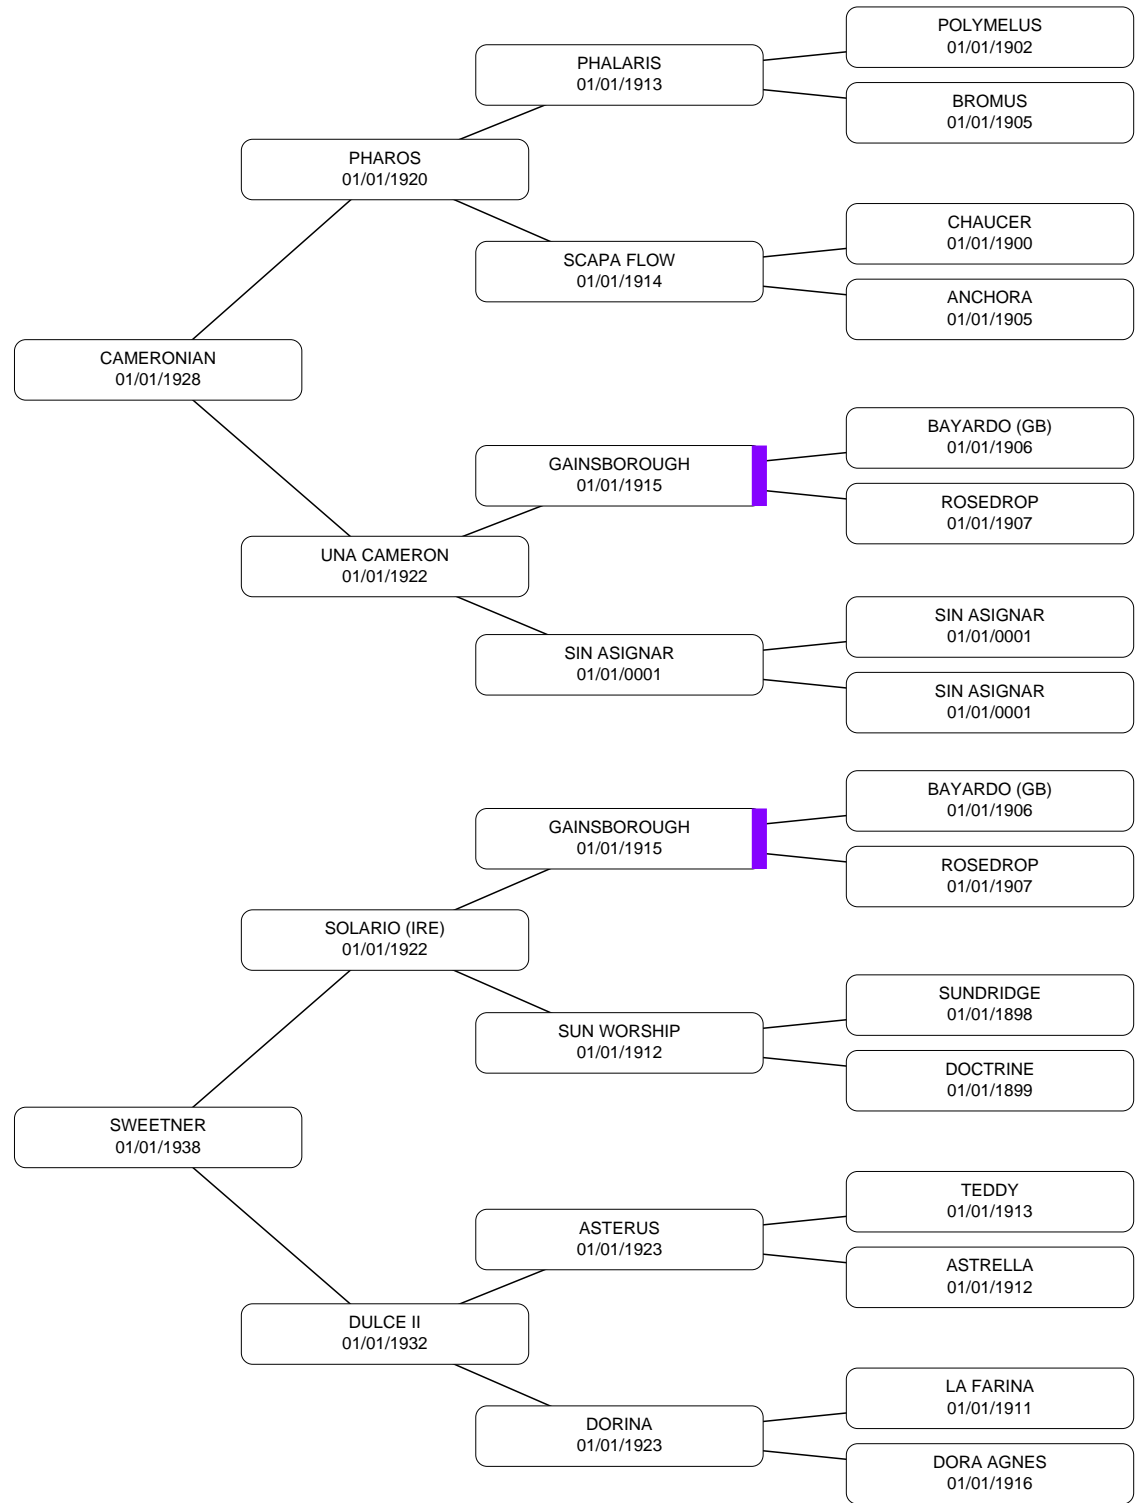 POLYMELUS
01/01/1902
PHALARIS
01/01/1913
BROMUS
01/01/1905
PHAROS
01/01/1920
CHAUCER
01/01/1900
SCAPA FLOW
01/01/1914
ANCHORA
01/01/1905
CAMERONIAN
01/01/1928
BAYARDO (GB)
01/01/1906
GAINSBOROUGH
01/01/1915
ROSEDROP
01/01/1907
UNA CAMERON
01/01/1922
SIN ASIGNAR
01/01/0001
SIN ASIGNAR
01/01/0001
SIN ASIGNAR
01/01/0001
BAYARDO (GB)
01/01/1906
GAINSBOROUGH
01/01/1915
ROSEDROP
01/01/1907
SOLARIO (IRE)
01/01/1922
SUNDRIDGE
01/01/1898
SUN WORSHIP
01/01/1912
DOCTRINE
01/01/1899
SWEETNER
01/01/1938
TEDDY
01/01/1913
ASTERUS
01/01/1923
ASTRELLA
01/01/1912
DULCE II
01/01/1932
LA FARINA
01/01/1911
DORINA
01/01/1923
DORA AGNES
01/01/1916